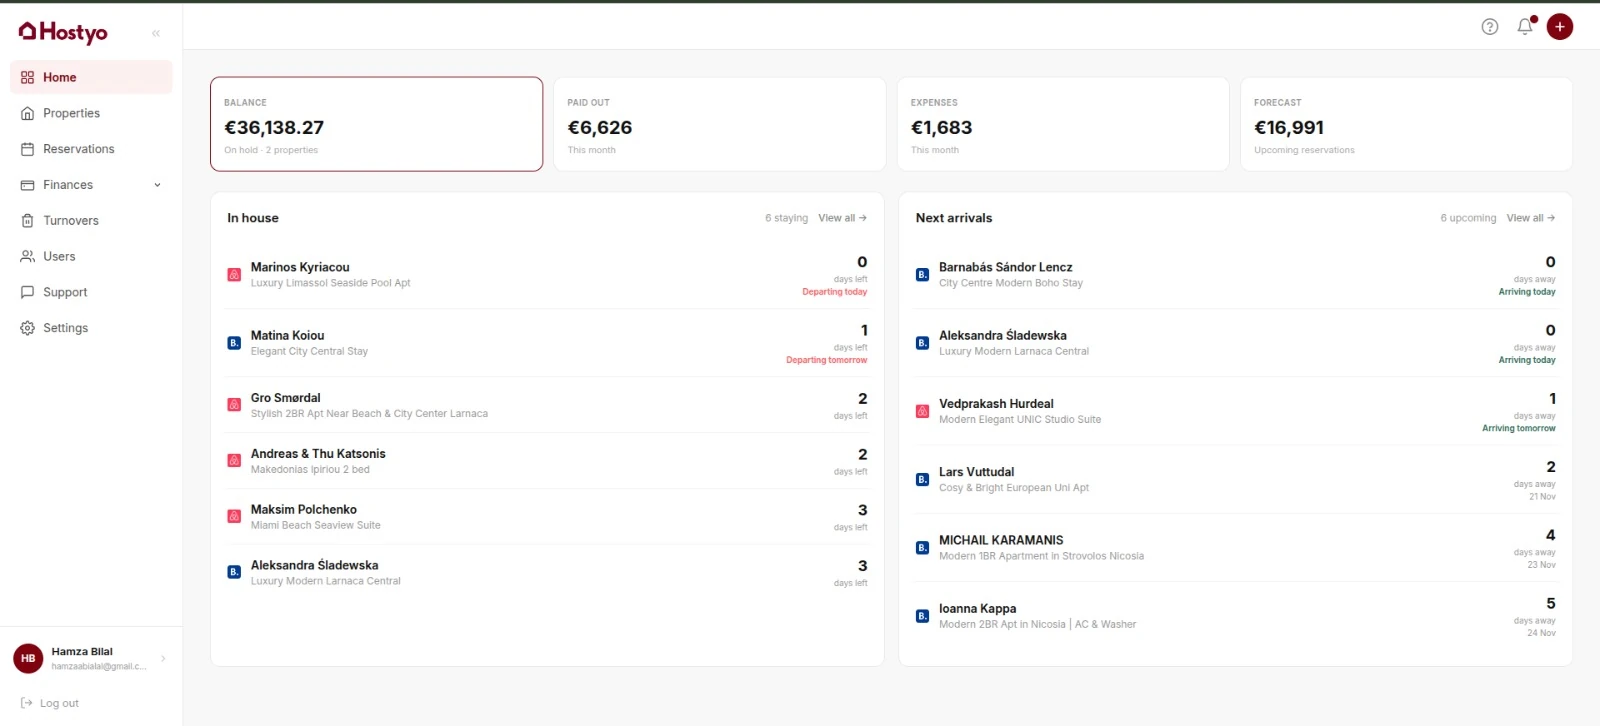 Hostyo
Home
Properties
Reservations
Finances
Turnovers
Users
Support
Settings
HB
Hamza Bilal
hamzaabialal@gmail.c...
Log out
BALANCE
€36,138.27
On hold · 2 properties
PAID OUT
€6,626
This month
EXPENSES
€1,683
This month
FORECAST
€16,991
Upcoming reservations
In house
6 staying View all →
Marinos Kyriacou
Luxury Limassol Seaside Pool Apt
0
days left
Departing today
B.
Matina Koiou
Elegant City Central Stay
1
days left
Departing tomorrow
Gro Smørdal
Stylish 2BR Apt Near Beach & City Center Larnaca
2
days left
Andreas & Thu Katsonis
Makedonias Ipiriou 2 bed
2
days left
Maksim Polchenko
Miami Beach Seaview Suite
3
days left
B.
Aleksandra Śladewska
Luxury Modern Larnaca Central
3
days left
Next arrivals
6 upcoming View all →
B.
Barnabás Sándor Lencz
City Centre Modern Boho Stay
0
days away
Arriving today
B.
Aleksandra Śladewska
Luxury Modern Larnaca Central
0
days away
Arriving today
Vedprakash Hurdeal
Modern Elegant UNIC Studio Suite
1
days away
Arriving tomorrow
B.
Lars Vuttudal
Cosy & Bright European Uni Apt
2
days away
21 Nov
B.
MICHAIL KARAMANIS
Modern 1BR Apartment In Strovolos Nicosia
4
days away
23 Nov
B.
Ioanna Kappa
Modern 2BR Apt in Nicosia | AC & Washer
5
days away
24 Nov